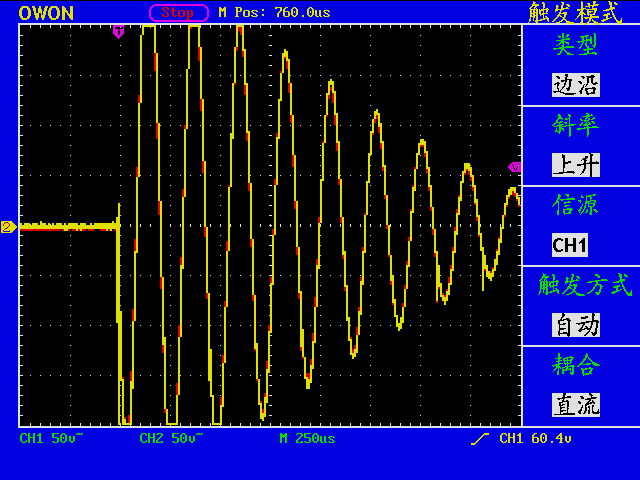 OWON Stop M Pos: 760.0us 触发模式
T
类型
边沿
斜率
上升
V
信源
2
CH1
触发方式
自动
耦合
直流
CH1 50v~ CH2 50v~ M 250us CH1 60.4v